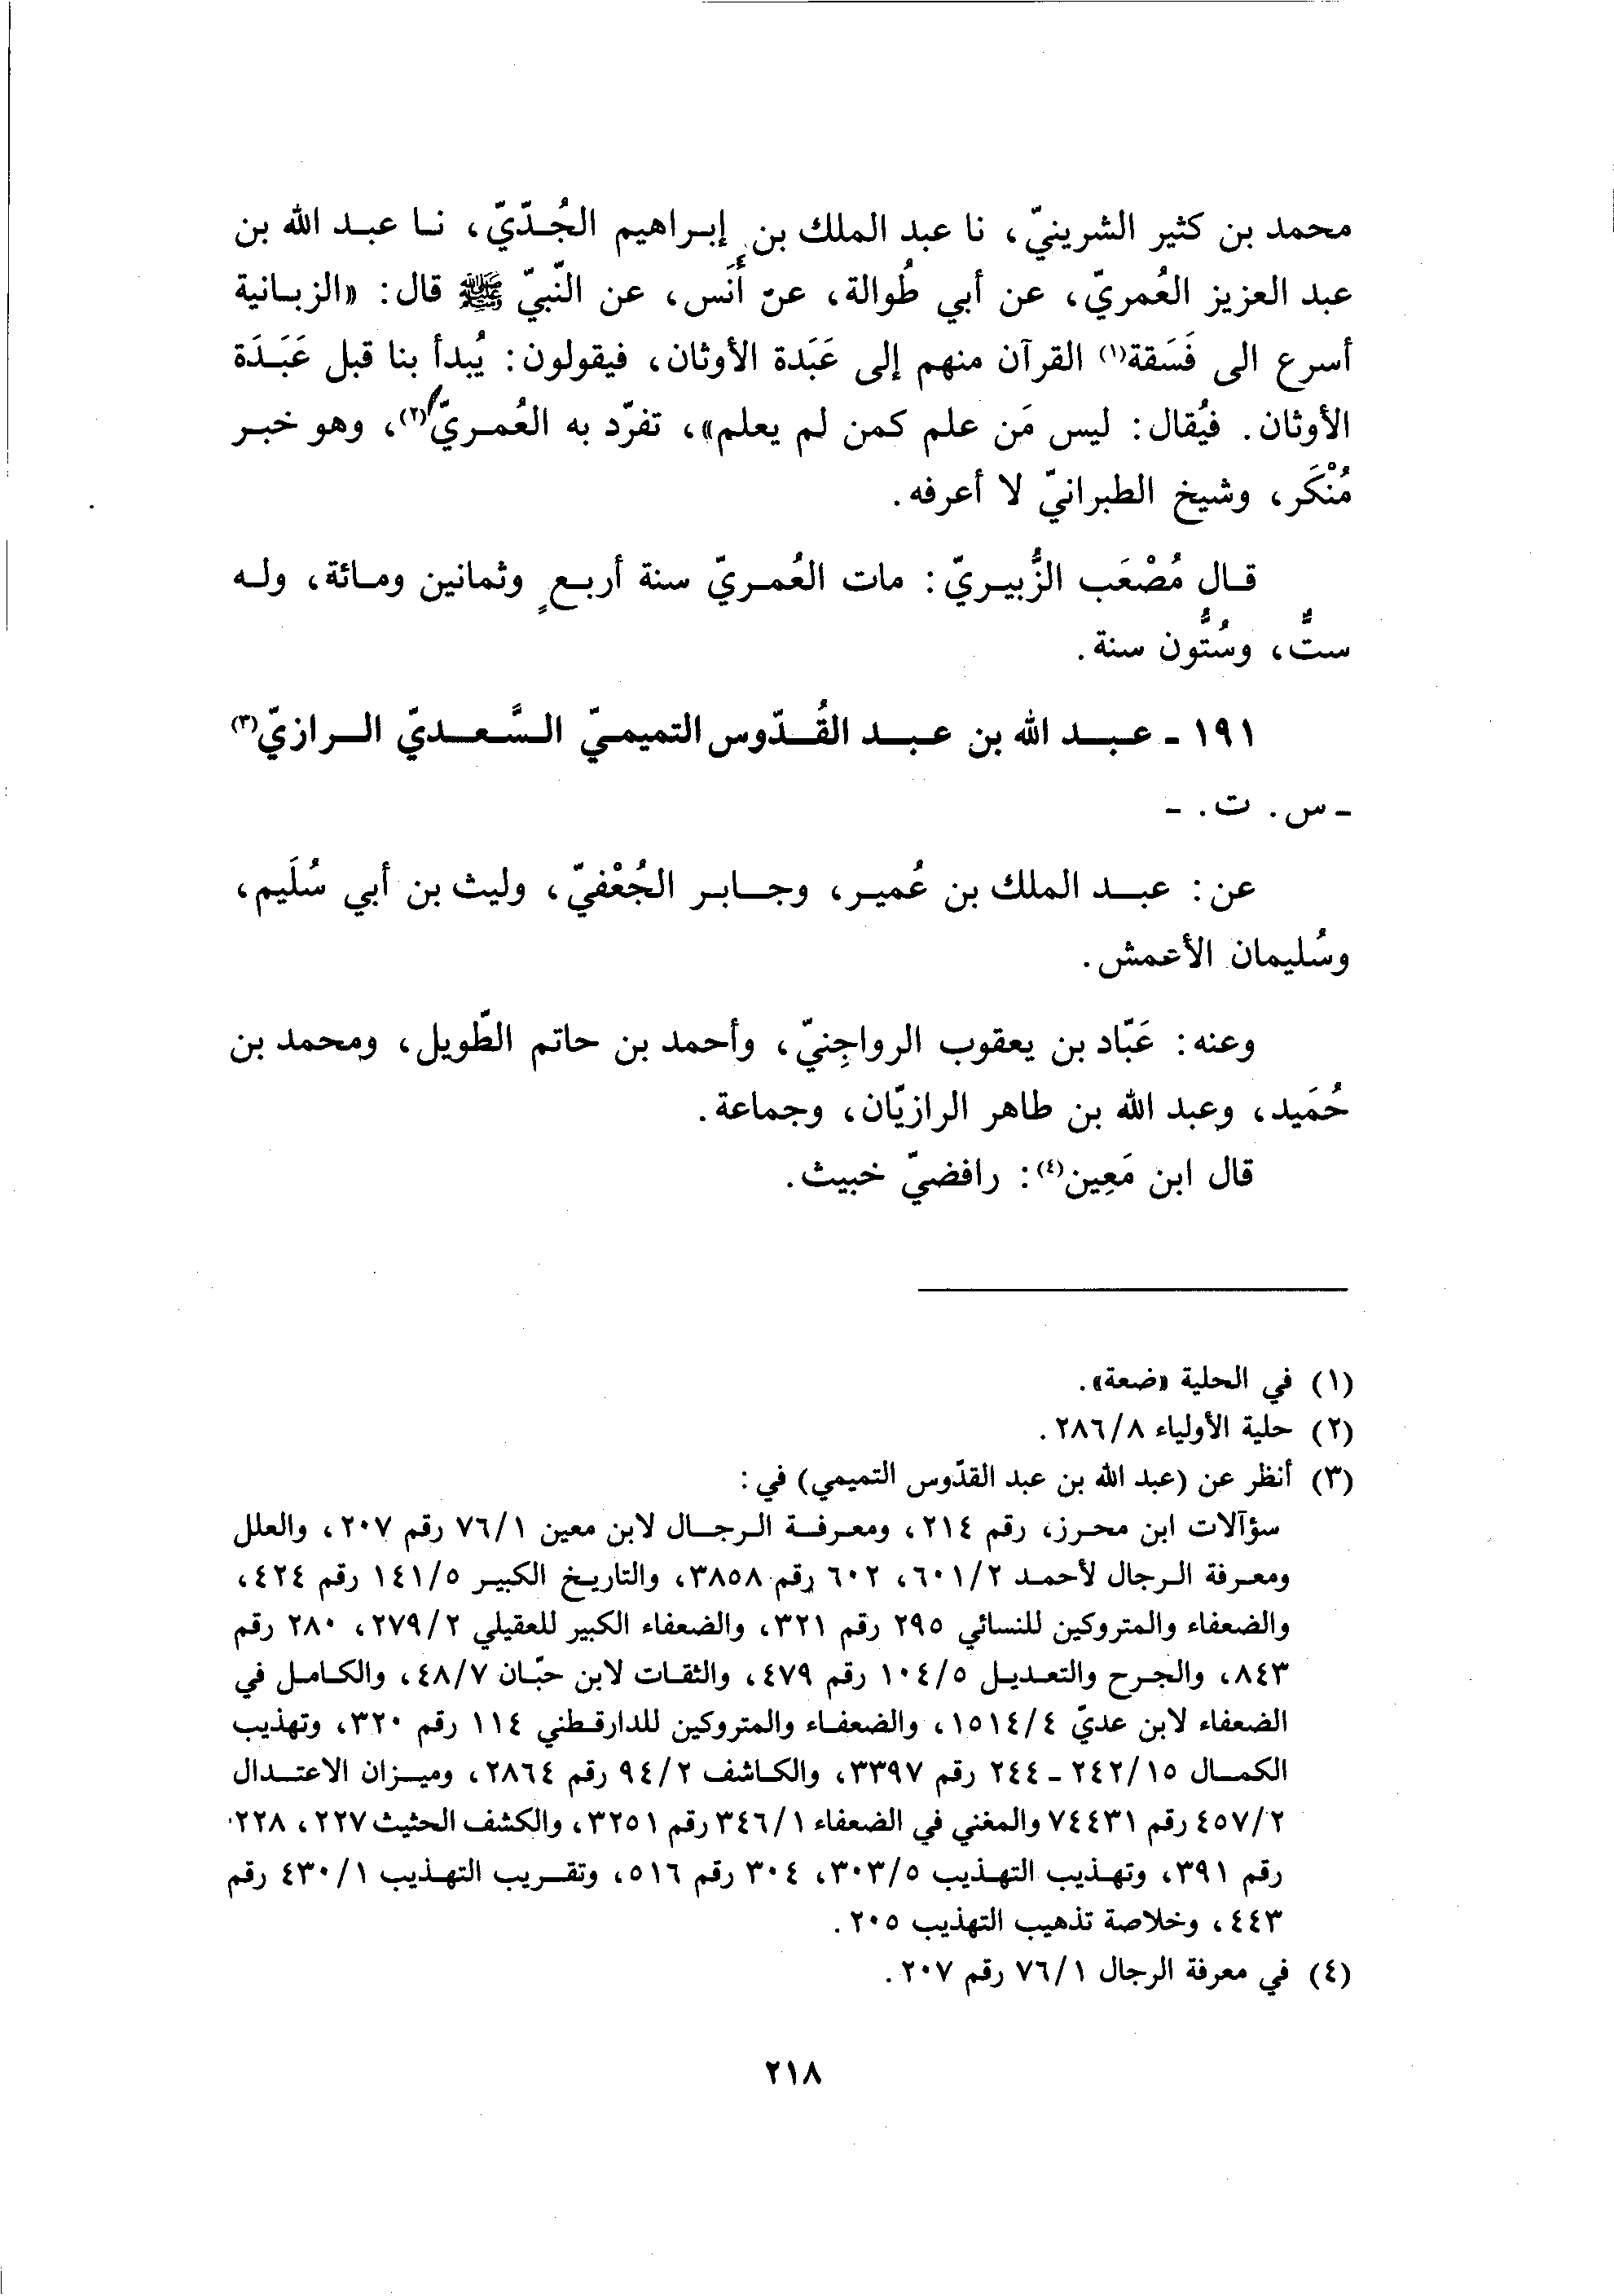 محمد بن كثير الشرينيّ، نا عبد الملك بن إبراهيم الجُدّيّ، نا عبد الله بن
عبد العزيز العُمريّ، عن أبي طُوالة، عن أَنَس، عن النّبيّ ﷺ قال: «الزبانية
أسرع الى فَسَقة(١) القرآن منهم إلى عَبَدة الأوثان، فيقولون: يُبدأ بنا قبل عَبَدَة
الأوثان. فيُقال: ليس مَن علم كمن لم يعلم»، تفرّد به العُمريّ(٢)، وهو خبر
مُنْكَر، وشيخ الطبرانيّ لا أعرفه.
قال مُصْعَب الزُّبيريّ: مات العُمريّ سنة أربعٍ وثمانين ومائة، وله
ستٌّ، وسُتُّون سنة.
١٩١ - عبد الله بن عبد القُدّوس التميميّ السَّعديّ الرازيّ(٣)
- س. ت. -
عن: عبد الملك بن عُمير، وجابر الجُعْفيّ، وليث بن أبي سُلَيم،
وسُليمان الأعمش.
وعنه: عَبّاد بن يعقوب الرواجِنيّ، وأحمد بن حاتم الطّويل، ومحمد بن
حُمَيد، وعبد الله بن طاهر الرازيّان، وجماعة.
قال ابن مَعِين(٤): رافضيّ خبيث.
(١) في الحلية «ضعة».
(٢) حلية الأولياء ٢٨٦/٨.
(٣) أنظر عن (عبد الله بن عبد القدّوس التميمي) في:
سؤآلات ابن محرز، رقم ٢١٤، ومعرفة الرجال لابن معين ٧٦/١ رقم ٢٠٧، والعلل
ومعرفة الرجال لأحمد ٦٠١/٢، ٦٠٢ رقم ٣٨٥٨، والتاريخ الكبير ١٤١/٥ رقم ٤٢٤،
والضعفاء والمتروكين للنسائي ٢٩٥ رقم ٣٢١، والضعفاء الكبير للعقيلي ٢٧٩/٢، ٢٨٠ رقم
٨٤٣، والجرح والتعديل ١٠٤/٥ رقم ٤٧٩، والثقات لابن حبّان ٤٨/٧، والكامل في
الضعفاء لابن عديّ ١٥١٤/٤، والضعفاء والمتروكين للدارقطني ١١٤ رقم ٣٢٠، وتهذيب
الكمال ٢٤٢/١٥ - ٢٤٤ رقم ٣٣٩٧، والكاشف ٩٤/٢ رقم ٢٨٦٤، وميزان الاعتدال
٤٥٧/٢ رقم ٧٤٤٣١ والمغني في الضعفاء ٣٤٦/١ رقم ٣٢٥١، والكشف الحثيث ٢٢٧، ٢٢٨
رقم ٣٩١، وتهذيب التهذيب ٣٠٣/٥، ٣٠٤ رقم ٥١٦، وتقريب التهذيب ٤٣٠/١ رقم
٤٤٣، وخلاصة تذهيب التهذيب ٢٠٥.
(٤) في معرفة الرجال ٧٦/١ رقم ٢٠٧.
٢١٨